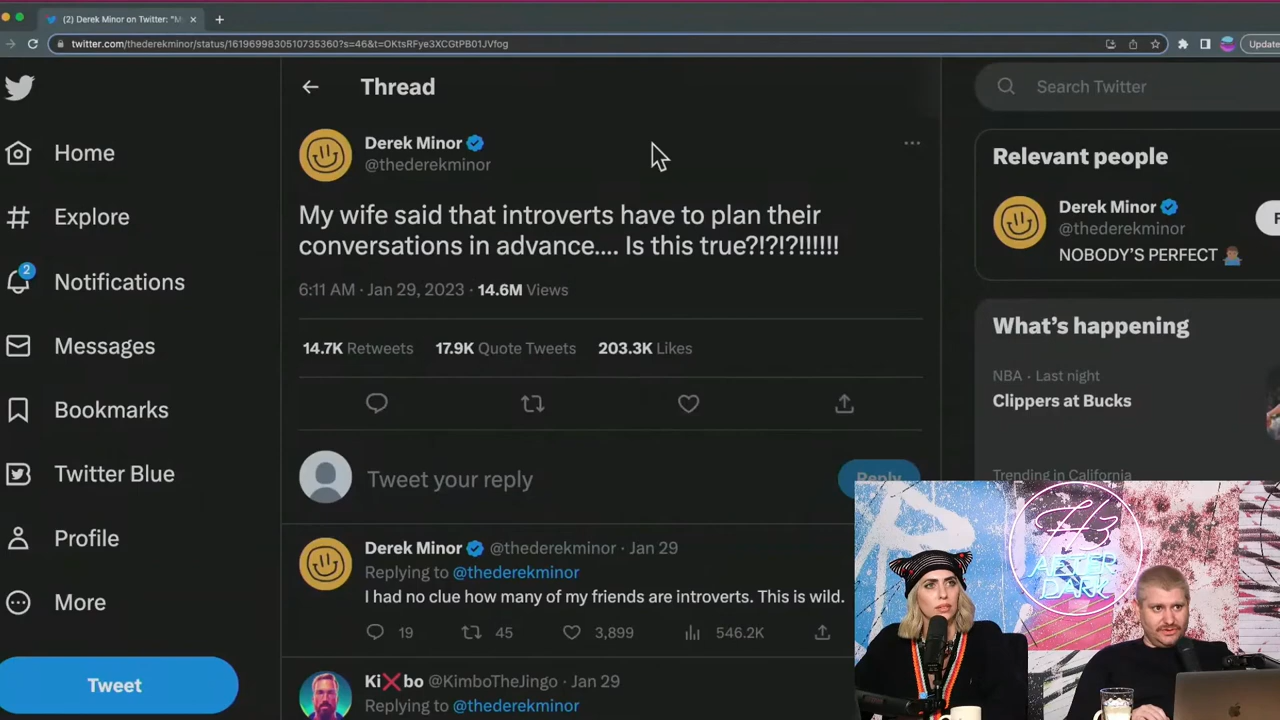 (2) Derek Minor on Twitter: "M
twitter.com/thederekminor/status/1619699830510735360?s=46&t=OKtsRFye3XCGtPB01JVfog
Update
Home
Explore
2
Notifications
Messages
Bookmarks
Twitter Blue
Profile
More
Tweet
Thread
Derek Minor
@thederekminor
My wife said that introverts have to plan their
conversations in advance.... Is this true?!?!?!!!!!!
6:11 AM · Jan 29, 2023 · 14.6M Views
14.7K Retweets 17.9K Quote Tweets 203.3K Likes
Tweet your reply
Reply
Derek Minor @thederekminor · Jan 29
Replying to @thederekminor
I had no clue how many of my friends are introverts. This is wild.
19 45 3,899 546.2K
Ki❌bo @KimboTheJingo · Jan 29
Replying to @thederekminor
Search Twitter
Relevant people
Derek Minor
@thederekminor
F
NOBODY'S PERFECT
What's happening
NBA · Last night
Clippers at Bucks
Trending in California
H3
AFTER
DARK